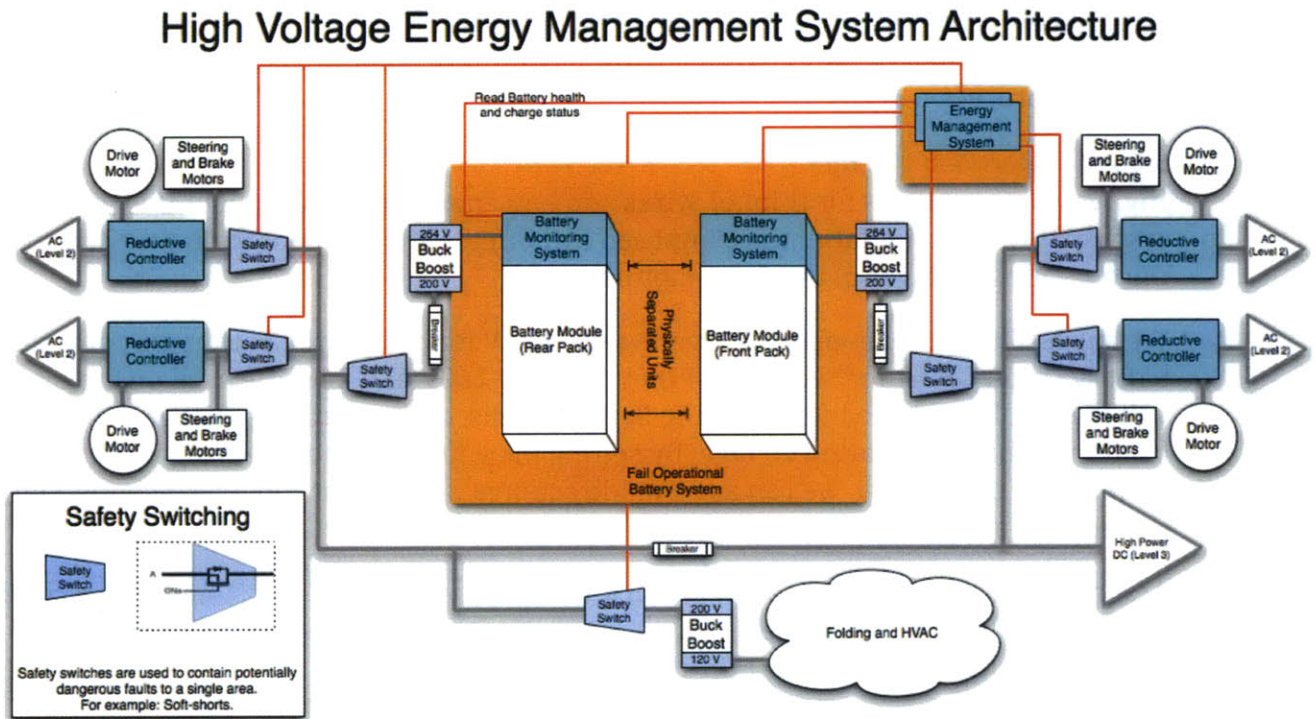 High Voltage Energy Management System Architecture
Read Battery health
and charge status
Energy
Management
System
Drive
Motor
Steering
and Brake
Motors
AC
(Level 2)
Reductive
Controller
Safety
Switch
264 V
Buck
Boost
200 V
Breaker
Battery
Monitoring
System
Battery Module
(Rear Pack)
Physically
Separated Units
Battery
Monitoring
System
Battery Module
(Front Pack)
264 V
Buck
Boost
200 V
Breaker
Steering
and Brake
Motors
Drive
Motor
Safety
Switch
Reductive
Controller
AC
(Level 2)
AC
(Level 2)
Reductive
Controller
Safety
Switch
Safety
Switch
Drive
Motor
Steering
and Brake
Motors
Safety
Switch
Safety
Switch
Reductive
Controller
AC
(Level 2)
Steering
and Brake
Motors
Drive
Motor
Fail Operational
Battery System
Breaker
High Power
DC (Level 3)
Safety
Switch
200 V
Buck
Boost
120 V
Folding and HVAC
Safety Switching
Safety
Switch
A
Safety switches are used to contain potentially
dangerous faults to a single area.
For example: Soft-shorts.